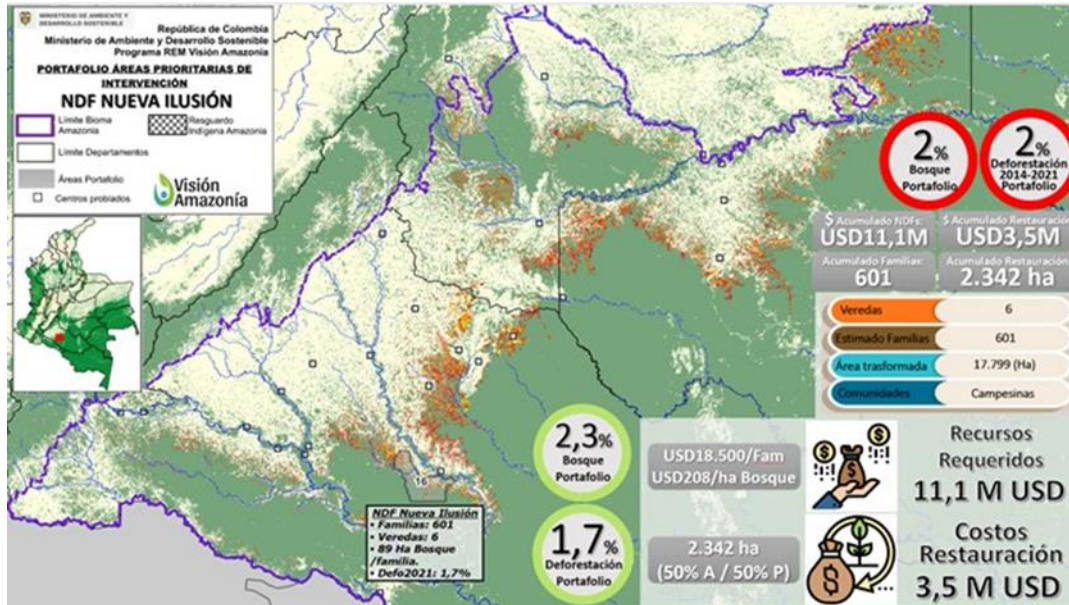 MINISTERIO DE AMBIENTE Y
DESARROLLO SOSTENIBLE
República de Colombia
Ministerio de Ambiente y Desarrollo Sostenible
Programa REM Visión Amazonia
PORTAFOLIO ÁREAS PRIORITARIAS DE
INTERVENCIÓN
NDF NUEVA ILUSIÓN
Límite Bioma
Amazonia
Resguardo
Indígena Amazonia
Límite Departamentos
Áreas Portafolio
Centros probiados
Visión
Amazonía
2%
Bosque
Portafolio
2%
Deforestación
2014-2021
Portafolio
$ Acumulado NDFs:
USD11,1M
$ Acumulado Restauración
USD3,5M
Acumulado Familias:
601
Acumulado Restauración:
2.342 ha
Veredas 6
Estimado Familias 601
Área trasformada 17.799 (Ha)
Comunidades Campesinas
2,3%
Bosque
Portafolio
USD18.500/Fam
USD208/ha Bosque
Recursos
Requeridos
11,1 M USD
16
NDF Nueva Ilusión
• Familias: 601
• Veredas: 6
• 89 Ha Bosque
/familia.
• Defo2021: 1,7%
1,7%
Deforestación
Portafolio
2.342 ha
(50% A / 50% P)
Costos
Restauración
3,5 M USD